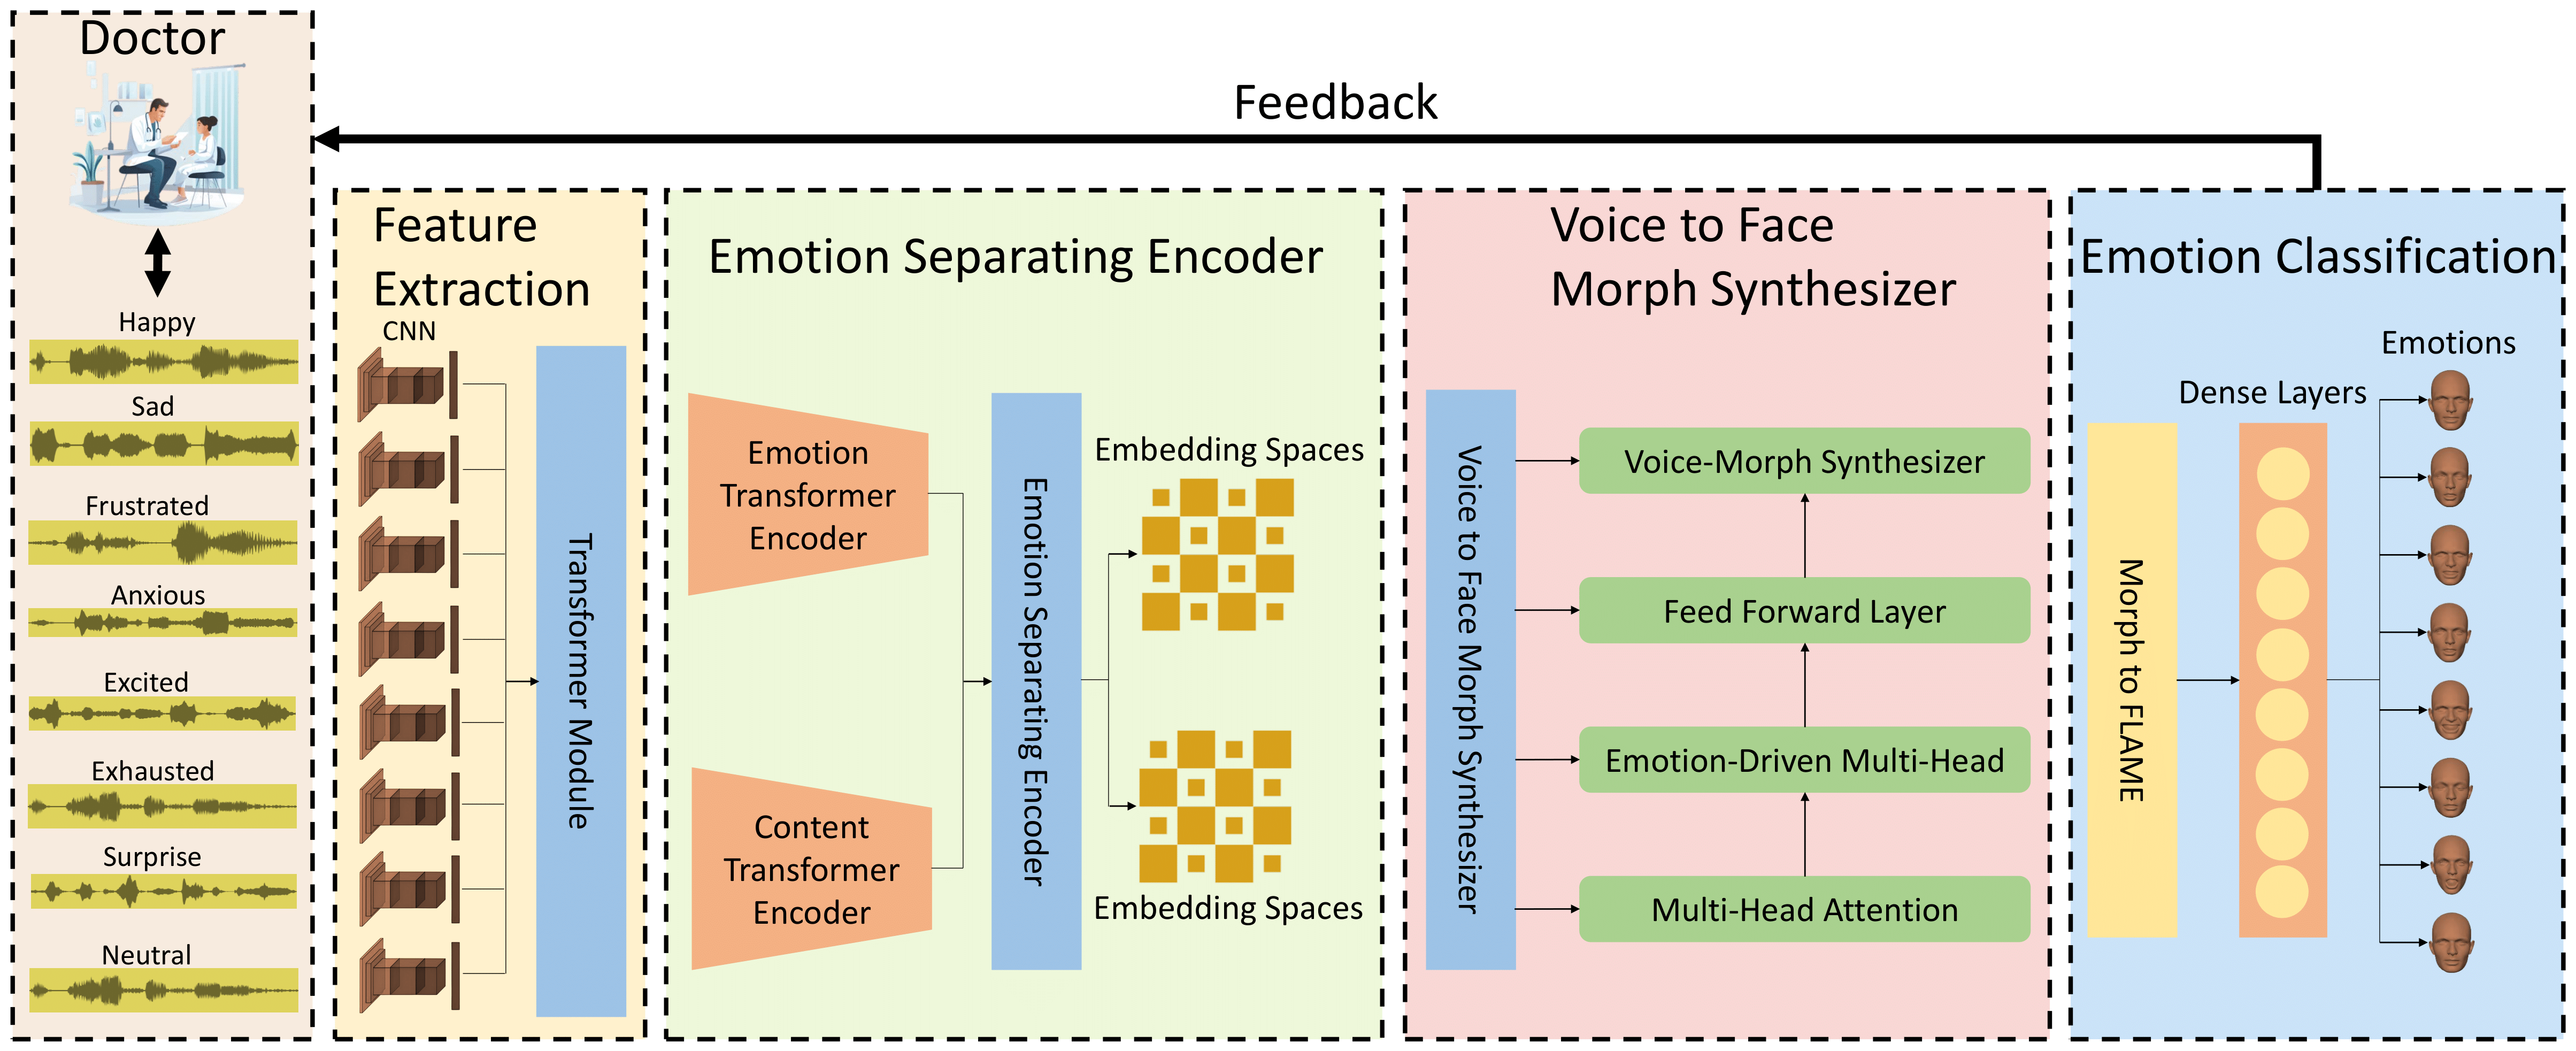 Doctor
Happy
Sad
Frustrated
Anxious
Excited
Exhausted
Surprise
Neutral
Feedback
Feature
Extraction
CNN
Transformer Module
Emotion Separating Encoder
Emotion
Transformer
Encoder
Content
Transformer
Encoder
Emotion Separating Encoder
Embedding Spaces
Embedding Spaces
Voice to Face
Morph Synthesizer
Voice to Face Morph Synthesizer
Voice-Morph Synthesizer
Feed Forward Layer
Emotion-Driven Multi-Head
Multi-Head Attention
Emotion Classification
Emotions
Dense Layers
Morph to FLAME